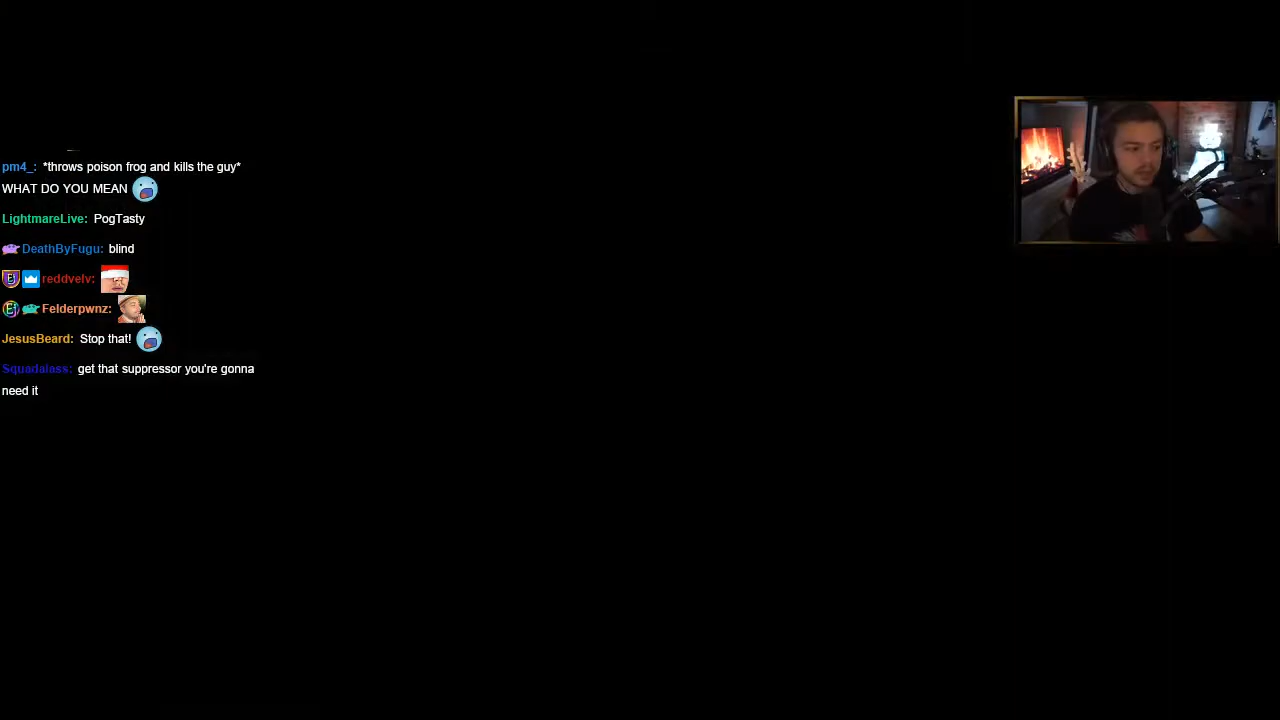 pm4_: *throws poison frog and kills the guy*
WHAT DO YOU MEAN
LightmareLive: PogTasty
DeathByFugu: blind
reddvelv:
Felderpwnz:
JesusBeard: Stop that!
Squadalass: get that suppressor you're gonna
need it